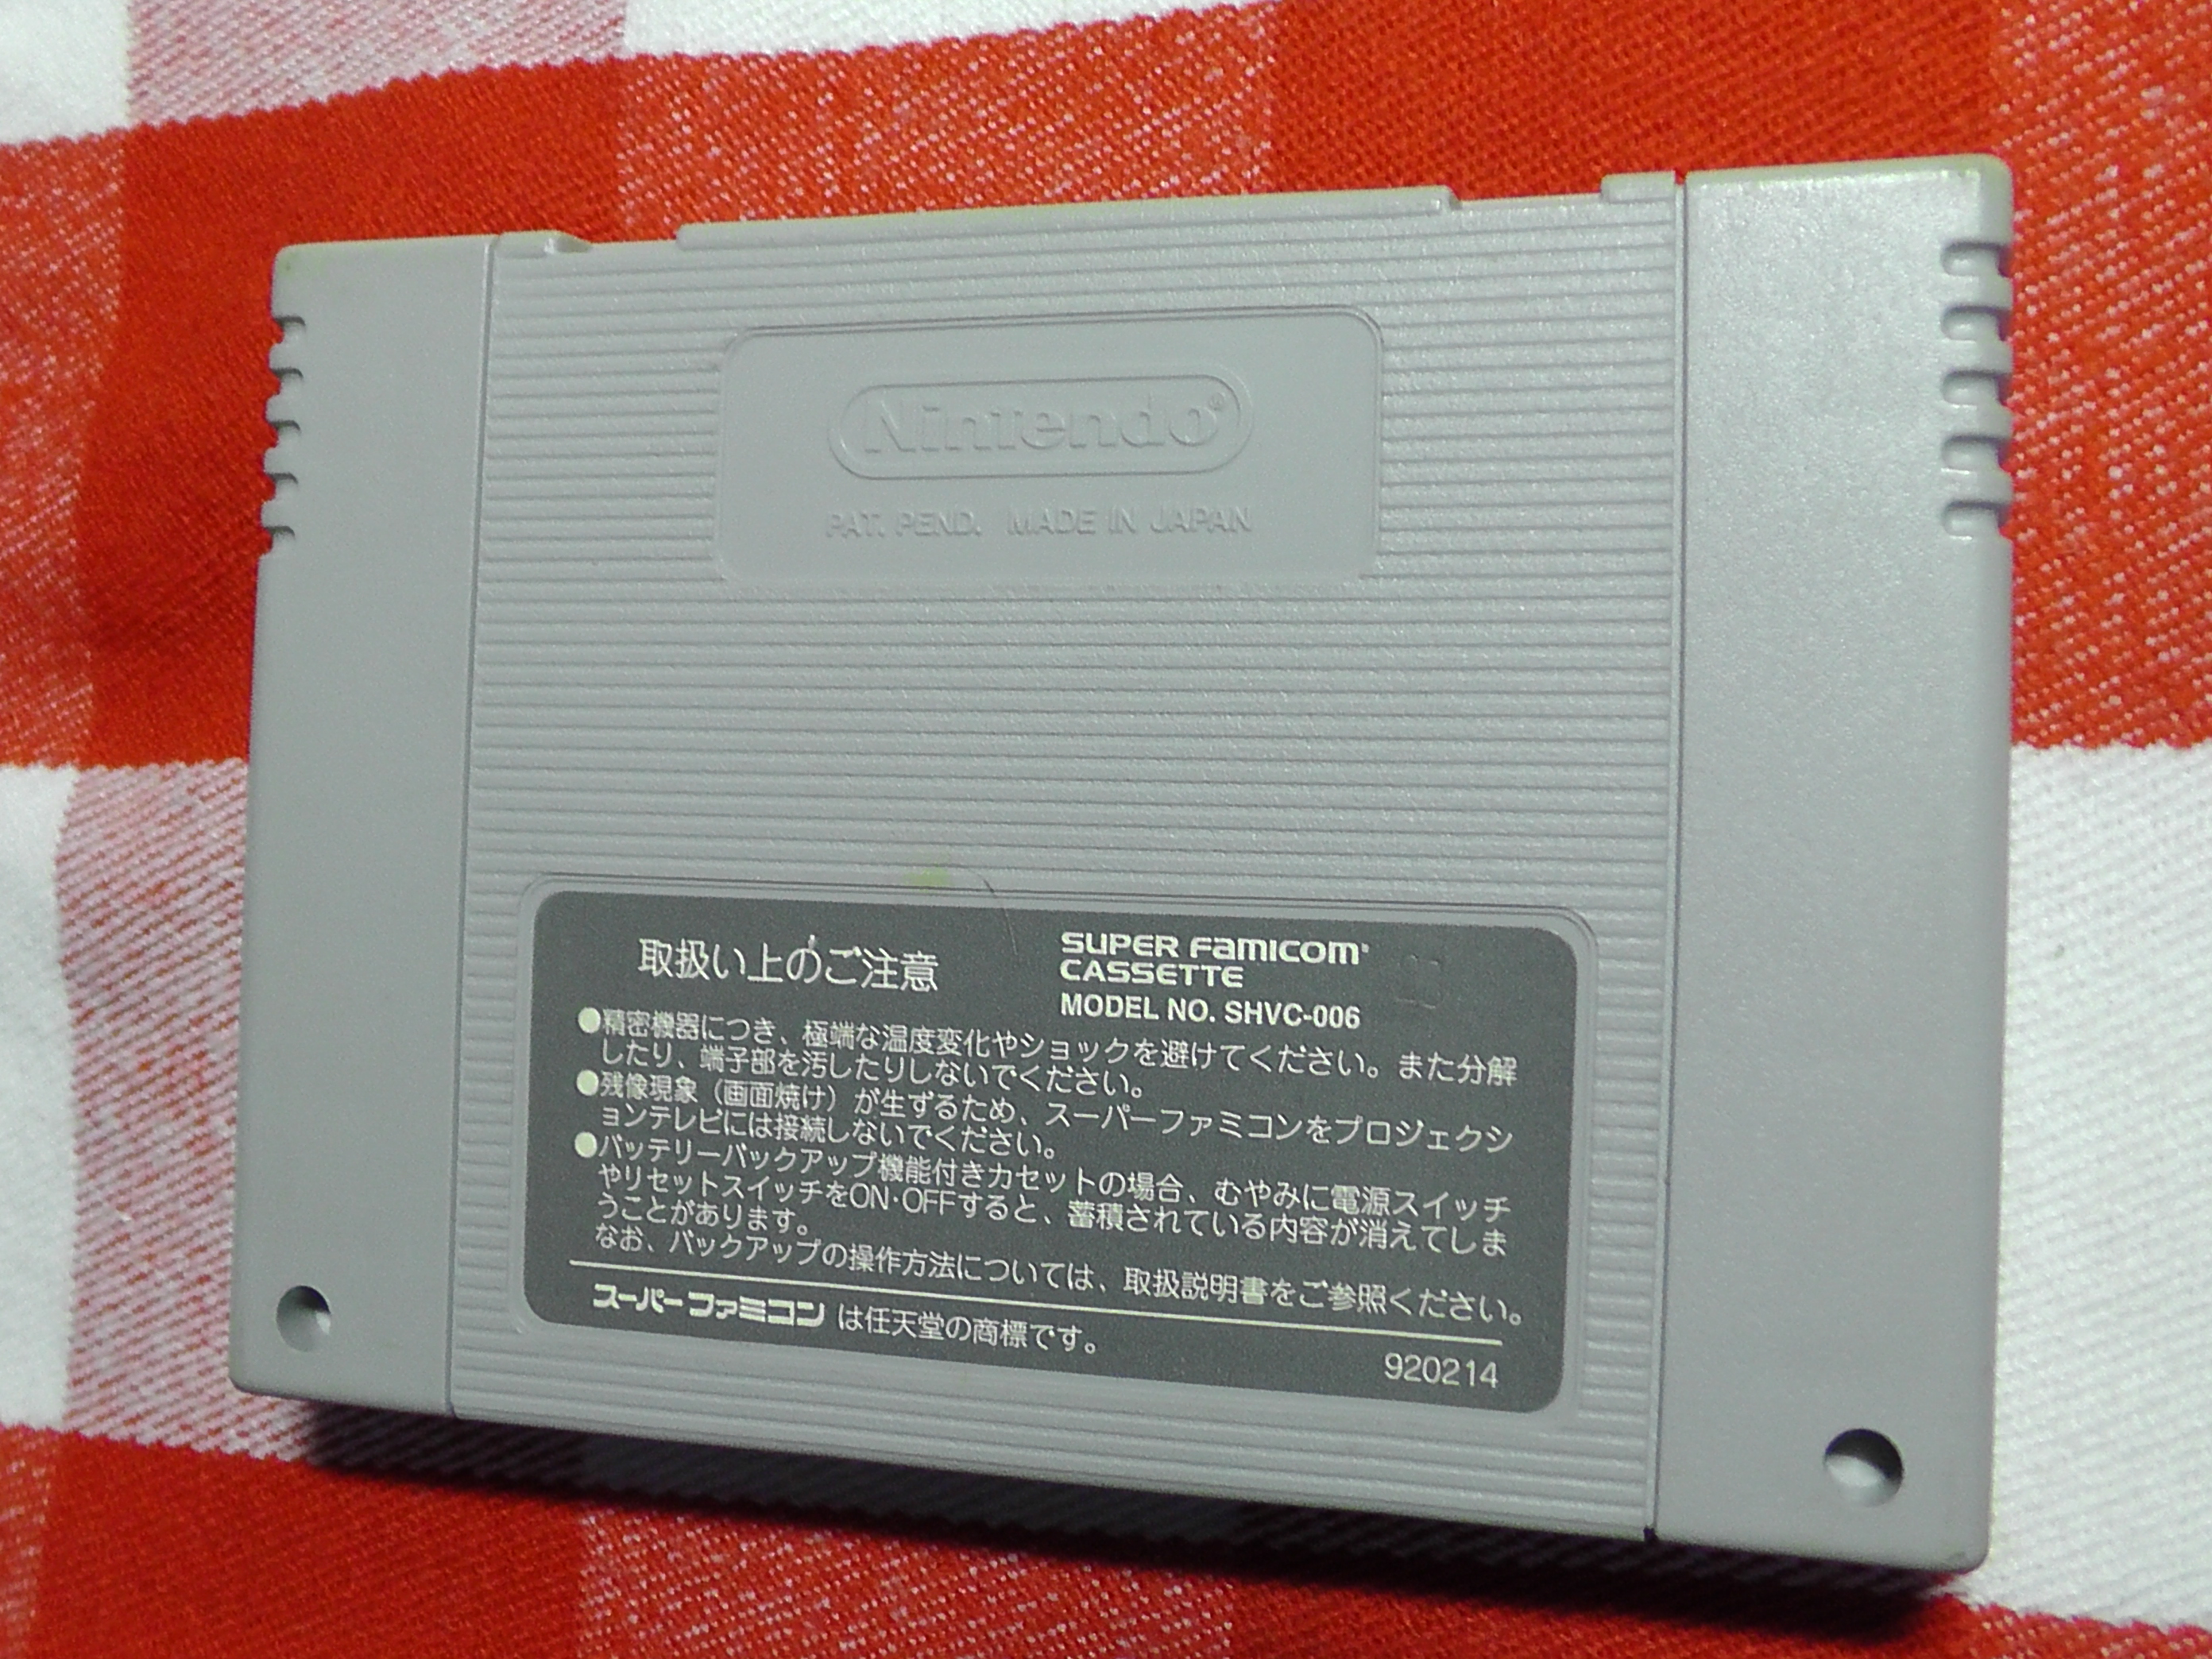 Nintendo®
PAT. PEND. MADE IN JAPAN
取扱い上のご注意
SUPER FAMICOM®
CASSETTE
MODEL NO. SHVC-006
●精密機器につき、極端な温度変化やショックを避けてください。また分解
したり、端子部を汚したりしないでください。
●残像現象（画面焼け）が生ずるため、スーパーファミコンをプロジェクシ
ョンテレビには接続しないでください。
●バッテリーバックアップ機能付きカセットの場合、むやみに電源スイッチ
やリセットスイッチをON・OFFすると、蓄積されている内容が消えてしま
うことがあります。
なお、バックアップの操作方法については、取扱説明書をご参照ください。
スーパーファミコン は任天堂の商標です。
920214